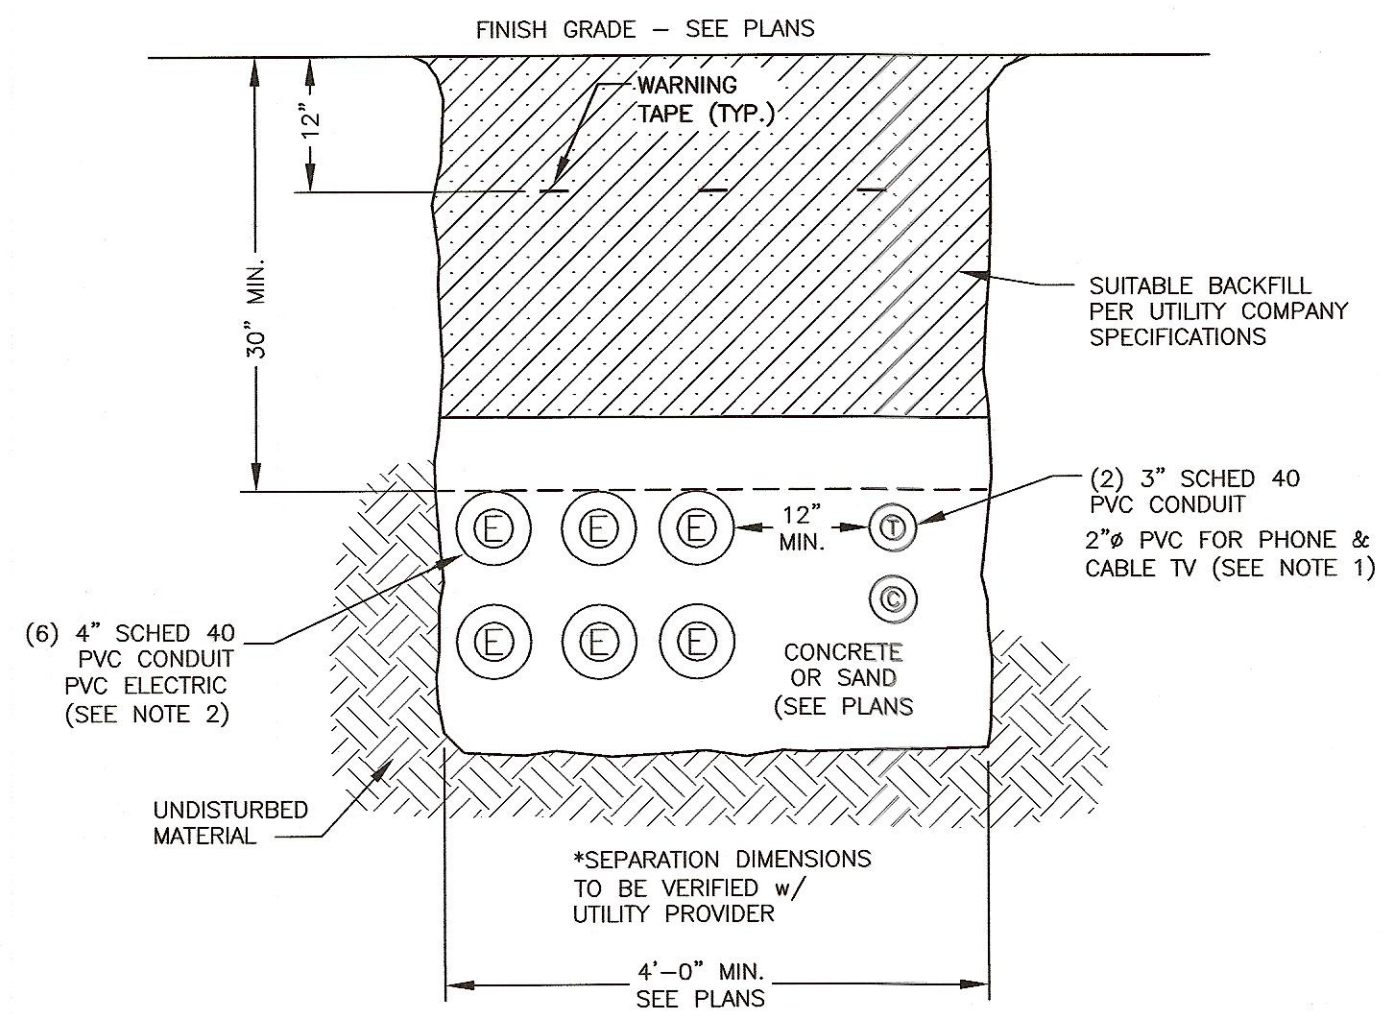 FINISH GRADE – SEE PLANS
WARNING
TAPE (TYP.)
12"
30" MIN.
SUITABLE BACKFILL
PER UTILITY COMPANY
SPECIFICATIONS
(2) 3" SCHED 40
PVC CONDUIT
2"ø PVC FOR PHONE &
CABLE TV (SEE NOTE 1)
E E E
12"
MIN.
T
C
E E E
(6) 4" SCHED 40
PVC CONDUIT
PVC ELECTRIC
(SEE NOTE 2)
CONCRETE
OR SAND
(SEE PLANS
UNDISTURBED
MATERIAL
*SEPARATION DIMENSIONS
TO BE VERIFIED w/
UTILITY PROVIDER
4'–0" MIN.
SEE PLANS